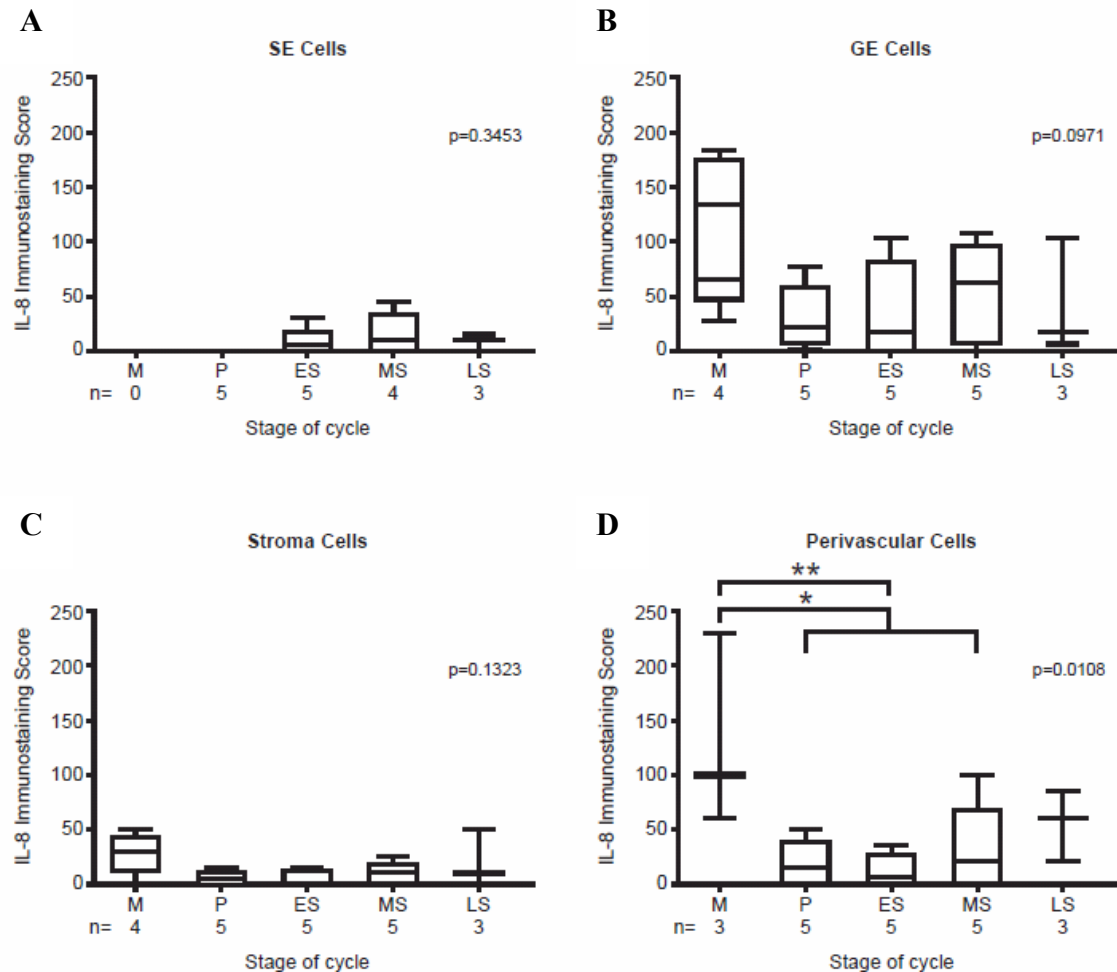 A
SE Cells
IL-8 Immunostaining Score
250
200
150
100
50
0
p=0.3453
M P ES MS LS
n= 0 5 5 4 3
Stage of cycle
B
GE Cells
IL-8 Immunostaining Score
250
200
150
100
50
0
p=0.0971
M P ES MS LS
n= 4 5 5 5 3
Stage of cycle
C
Stroma Cells
IL-8 Immunostaining Score
250
200
150
100
50
0
p=0.1323
M P ES MS LS
n= 4 5 5 5 3
Stage of cycle
D
Perivascular Cells
IL-8 Immunostaining Score
250
200
150
100
50
0
**
*
p=0.0108
M P ES MS LS
n= 3 5 5 5 3
Stage of cycle